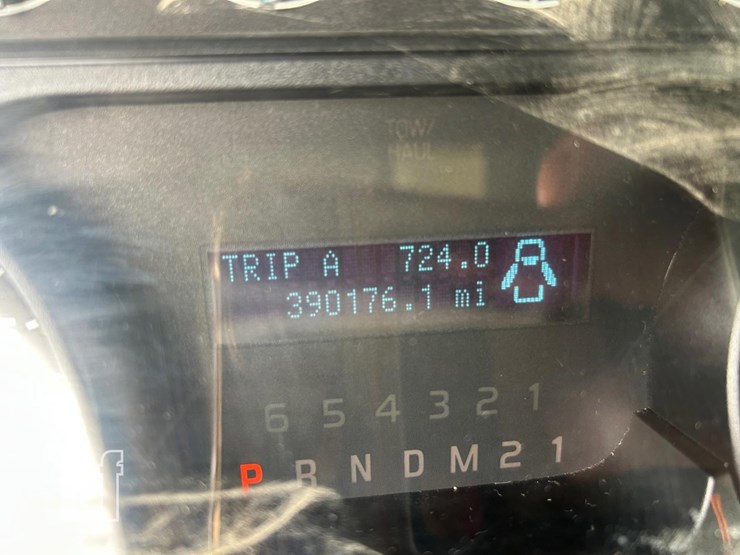 TOW/
HAUL
TRIP A 724.0
390176.1 mi
6 5 4 3 2 1
P R N D M 2 1
f